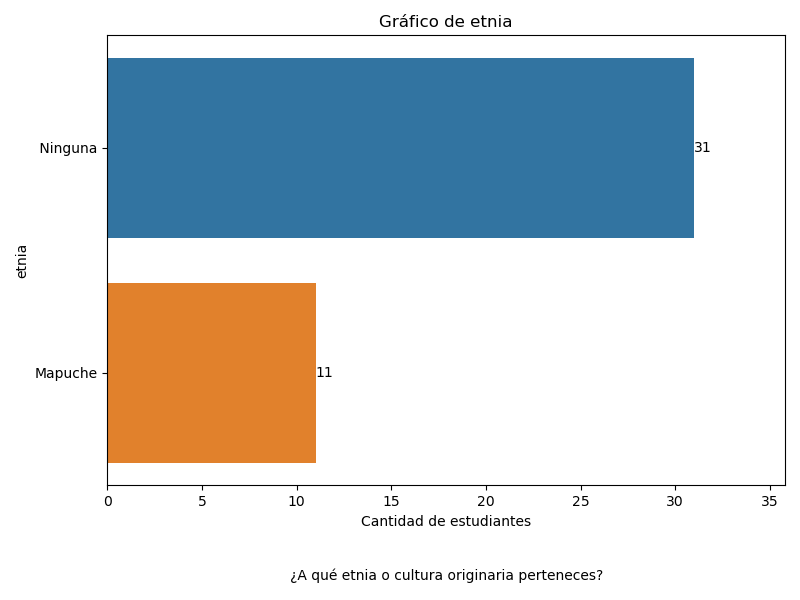 Gráfico de etnia
Ninguna
31
etnia
Mapuche
11
0 5 10 15 20 25 30 35
Cantidad de estudiantes
¿A qué etnia o cultura originaria perteneces?